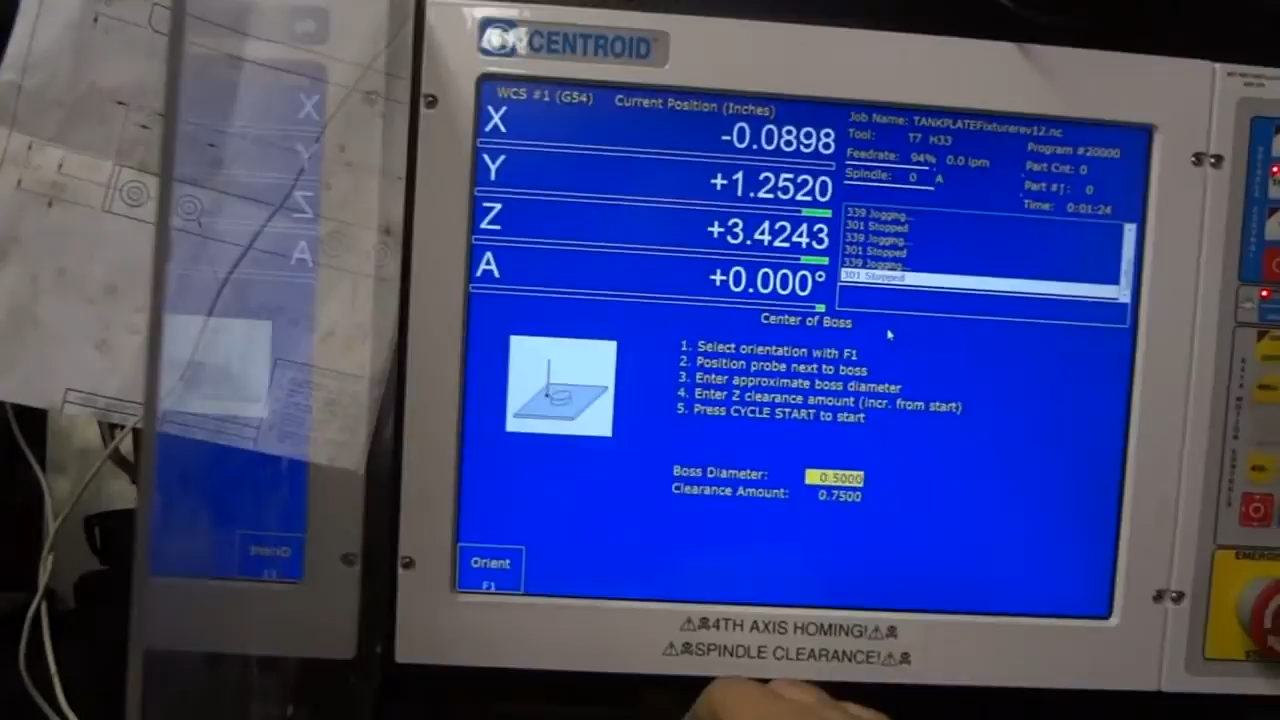 CENTROID
WCS #1 (G54) Current Position (Inches)
X -0.0898
Y +1.2520
Z +3.4243
A +0.000°
Job Name: TANKPLATEFixturerev12.nc
Tool: T7 H33
Program #20000
Feedrate: 94% 0.0 ipm
Part Cnt: 0
Spindle: 0 A
Part #: 0
Time: 0:01:24
339 Jogging...
301 Stopped
339 Jogging...
301 Stopped
339 Jogging...
301 Stopped
Center of Boss
1. Select orientation with F1
2. Position probe next to boss
3. Enter approximate boss diameter
4. Enter Z clearance amount (incr. from start)
5. Press CYCLE START to start
Boss Diameter: 0.5000
Clearance Amount: 0.7500
Orient
F1
⚠☠4TH AXIS HOMING!⚠☠
⚠☠SPINDLE CLEARANCE!⚠☠
X
Y
Z
A
Orient